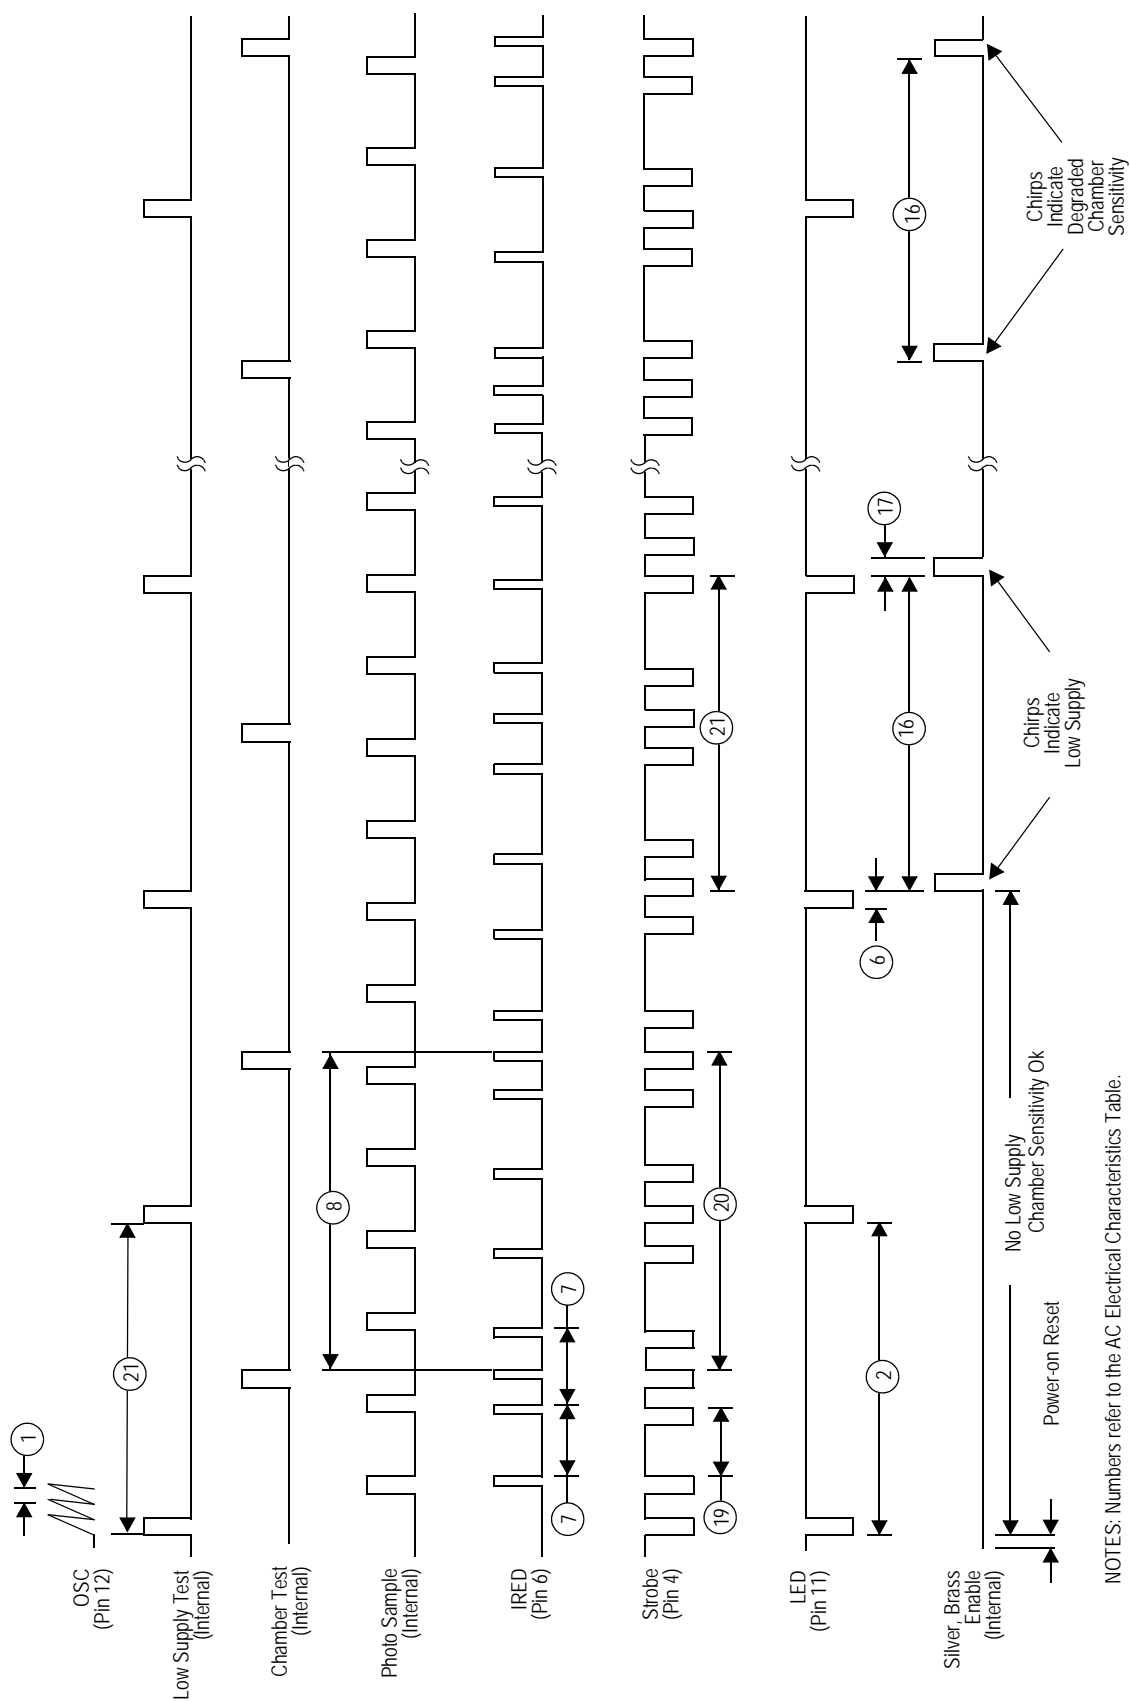 OSC
(Pin 12)
1
Low Supply Test
(Internal)
21
Chamber Test
(Internal)
8
Photo Sample
(Internal)
IRED
(Pin 6)
7
7
Strobe
(Pin 4)
19
20
21
LED
(Pin 11)
2
6
17
Silver, Brass
Enable
(Internal)
16
16
Power-on Reset
No Low Supply
Chamber Sensitivity Ok
Chirps
Indicate
Low Supply
Chirps
Indicate
Degraded
Chamber
Sensitivity
NOTES: Numbers refer to the AC Electrical Characteristics Table.